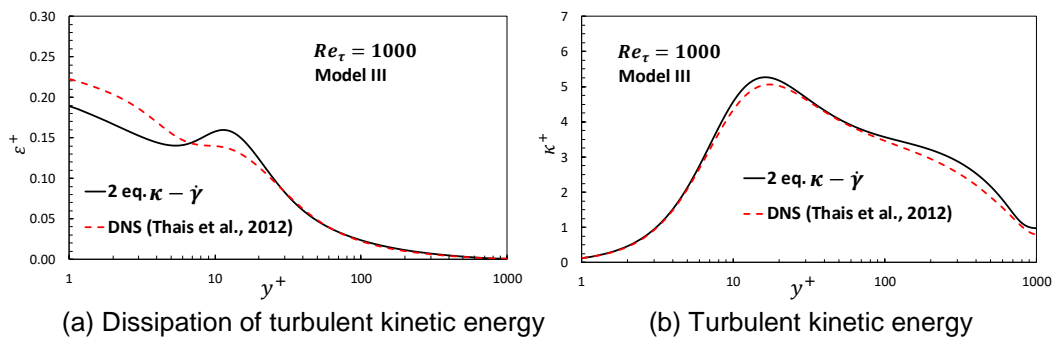 0.30
0.25
0.20
0.15
0.10
0.05
0.00
ε⁺
Re_τ = 1000
Model III
2 eq. κ − γ̇
DNS (Thais et al., 2012)
1 10 100 1000
y⁺
(a) Dissipation of turbulent kinetic energy
7
6
5
4
3
2
1
0
κ⁺
Re_τ = 1000
Model III
2 eq. κ − γ̇
DNS (Thais et al., 2012)
1 10 100 1000
y⁺
(b) Turbulent kinetic energy